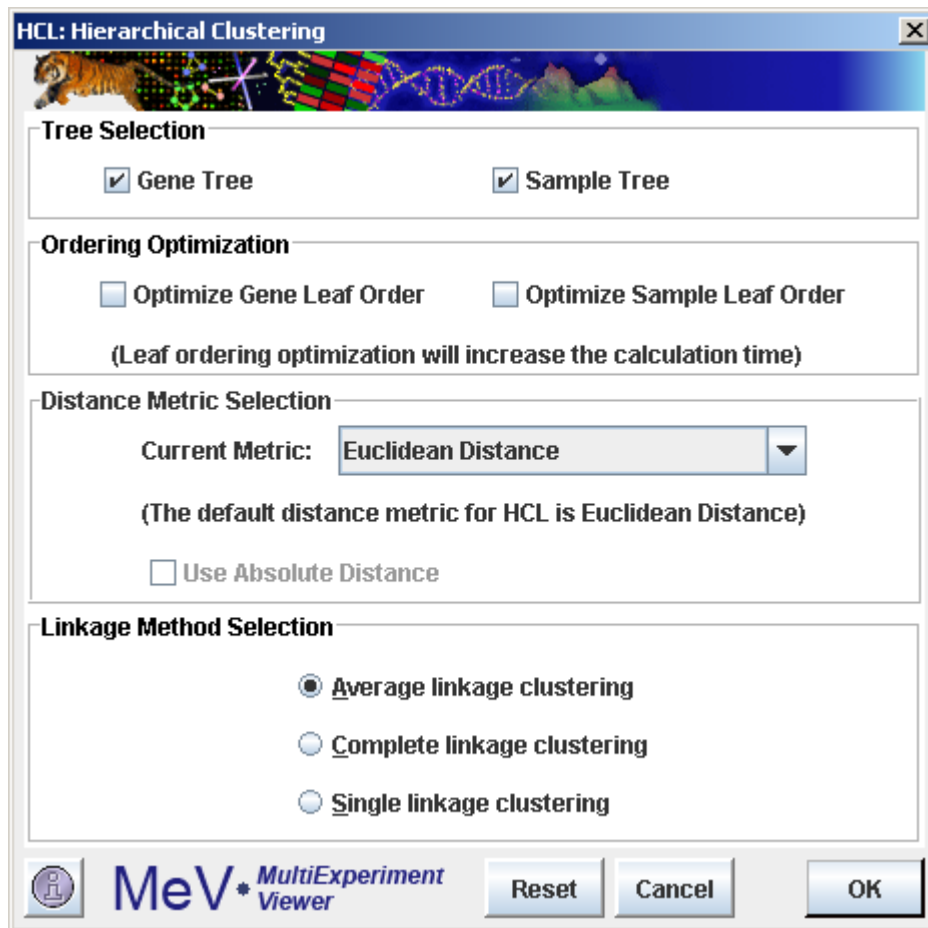 HCL: Hierarchical Clustering
Tree Selection
Gene Tree
Sample Tree
Ordering Optimization
Optimize Gene Leaf Order
Optimize Sample Leaf Order
(Leaf ordering optimization will increase the calculation time)
Distance Metric Selection
Current Metric: Euclidean Distance
(The default distance metric for HCL is Euclidean Distance)
Use Absolute Distance
Linkage Method Selection
Average linkage clustering
Complete linkage clustering
Single linkage clustering
MeV MultiExperiment
Viewer
Reset
Cancel
OK